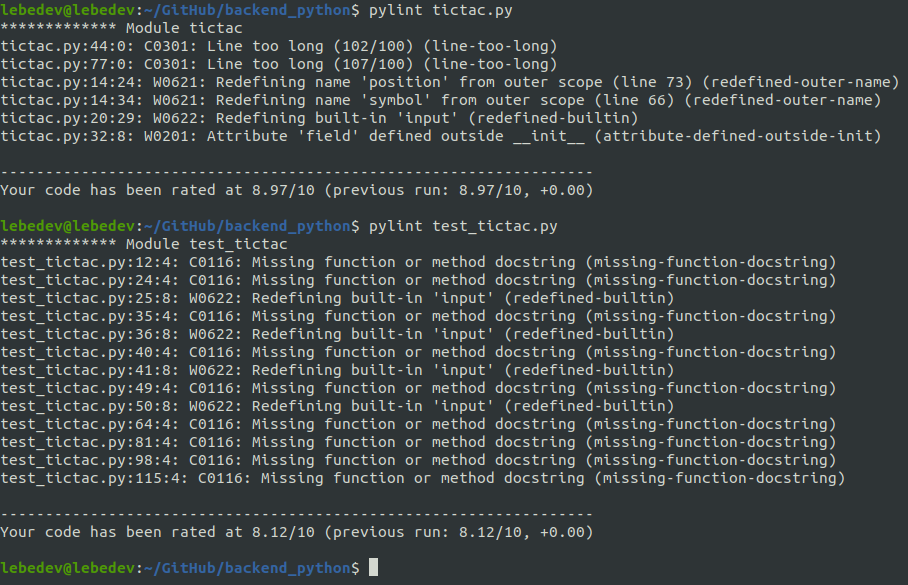 lebedev@lebedev:~/GitHub/backend_python$ pylint tictac.py
************* Module tictac
tictac.py:44:0: C0301: Line too long (102/100) (line-too-long)
tictac.py:77:0: C0301: Line too long (107/100) (line-too-long)
tictac.py:14:24: W0621: Redefining name 'position' from outer scope (line 73) (redefined-outer-name)
tictac.py:14:34: W0621: Redefining name 'symbol' from outer scope (line 66) (redefined-outer-name)
tictac.py:20:29: W0622: Redefining built-in 'input' (redefined-builtin)
tictac.py:32:8: W0201: Attribute 'field' defined outside __init__ (attribute-defined-outside-init)
------------------------------------------------------------------
Your code has been rated at 8.97/10 (previous run: 8.97/10, +0.00)
lebedev@lebedev:~/GitHub/backend_python$ pylint test_tictac.py
************* Module test_tictac
test_tictac.py:12:4: C0116: Missing function or method docstring (missing-function-docstring)
test_tictac.py:24:4: C0116: Missing function or method docstring (missing-function-docstring)
test_tictac.py:25:8: W0622: Redefining built-in 'input' (redefined-builtin)
test_tictac.py:35:4: C0116: Missing function or method docstring (missing-function-docstring)
test_tictac.py:36:8: W0622: Redefining built-in 'input' (redefined-builtin)
test_tictac.py:40:4: C0116: Missing function or method docstring (missing-function-docstring)
test_tictac.py:41:8: W0622: Redefining built-in 'input' (redefined-builtin)
test_tictac.py:49:4: C0116: Missing function or method docstring (missing-function-docstring)
test_tictac.py:50:8: W0622: Redefining built-in 'input' (redefined-builtin)
test_tictac.py:64:4: C0116: Missing function or method docstring (missing-function-docstring)
test_tictac.py:81:4: C0116: Missing function or method docstring (missing-function-docstring)
test_tictac.py:98:4: C0116: Missing function or method docstring (missing-function-docstring)
test_tictac.py:115:4: C0116: Missing function or method docstring (missing-function-docstring)
------------------------------------------------------------------
Your code has been rated at 8.12/10 (previous run: 8.12/10, +0.00)
lebedev@lebedev:~/GitHub/backend_python$